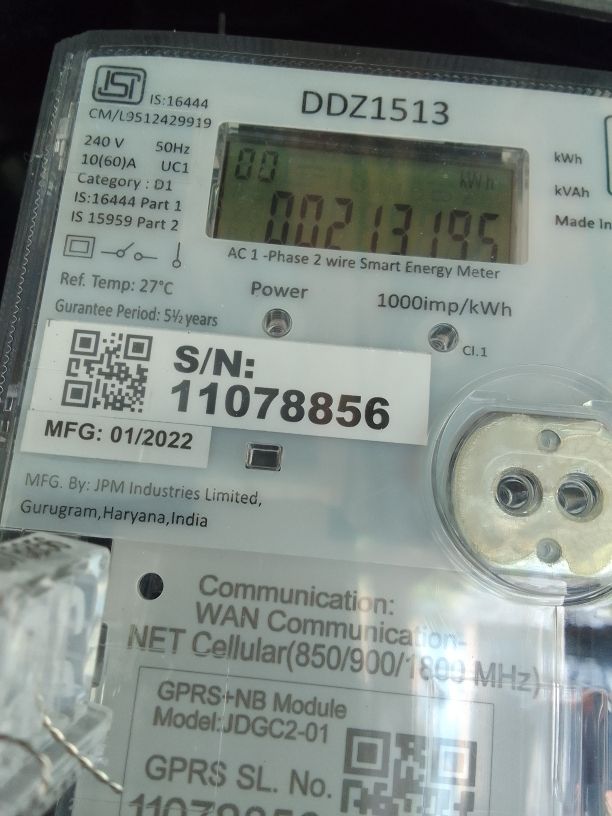 ISI
IS:16444
CM/L9512429919
DDZ1513
240 V 50Hz
10(60)A UC1
Category : D1
IS:16444 Part 1
IS 15959 Part 2
00 kWh
kWh
kVAh
Made In
AC 1 -Phase 2 wire Smart Energy Meter
Ref. Temp: 27°C
Gurantee Period: 5½ years
Power
1000imp/kWh
Cl.1
S/N:
11078856
MFG: 01/2022
MFG. By: JPM Industries Limited,
Gurugram,Haryana,India
Communication:
WAN Communication-
NET Cellular(850/900/1800 MHz)
GPRS+NB Module
Model:JDGC2-01
GPRS SL. No.
11078856